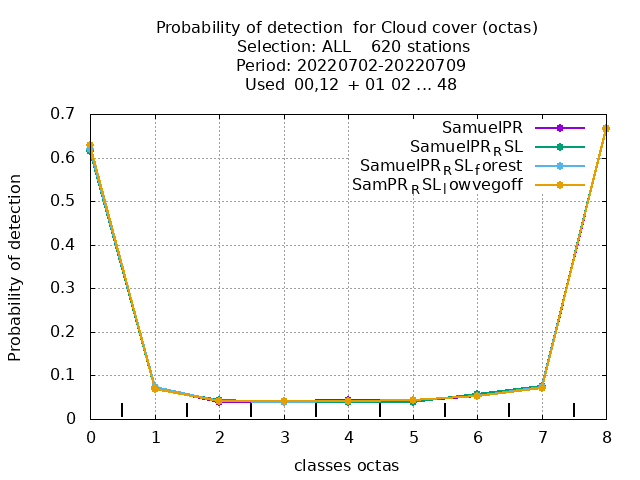 Probability of detection  for Cloud cover (octas)
Selection: ALL    620 stations
Period: 20220702-20220709
Used  00,12  + 01 02 ... 48
0.7
0.6
0.5
0.4
0.3
0.2
0.1
0
Probability of detection
SamuelPR
SamuelPR_RSL
SamuelPR_RSL_forest
SamPR_RSL_lowvegoff
0 1 2 3 4 5 6 7 8
classes octas